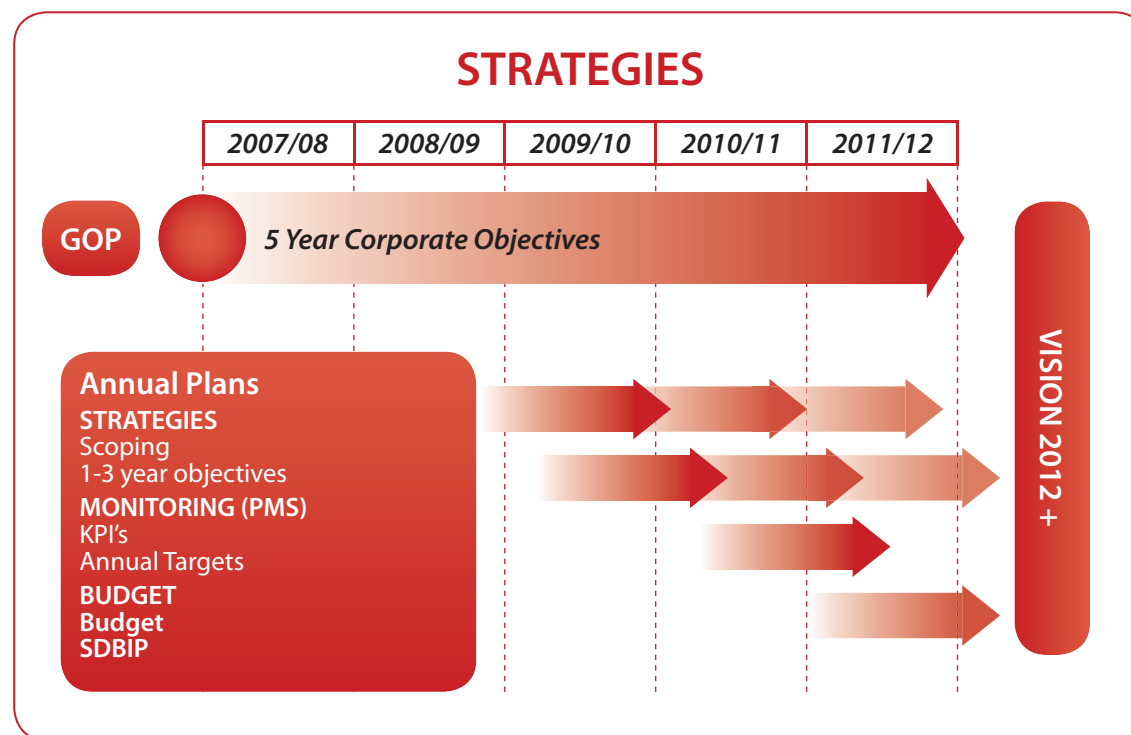 STRATEGIES
2007/08 2008/09 2009/10 2010/11 2011/12
GOP
5 Year Corporate Objectives
Annual Plans
STRATEGIES
Scoping
1-3 year objectives
MONITORING (PMS)
KPI's
Annual Targets
BUDGET
Budget
SDBIP
VISION 2012 +